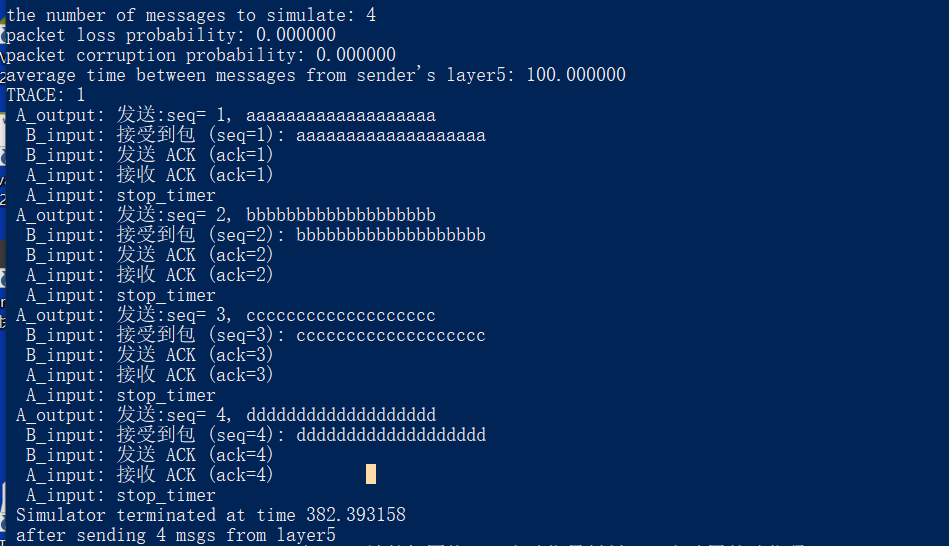 the number of messages to simulate: 4
packet loss probability: 0.000000
packet corruption probability: 0.000000
average time between messages from sender's layer5: 100.000000
TRACE: 1
A_output: 发送:seq= 1, aaaaaaaaaaaaaaaaaaa
B_input: 接受到包 (seq=1): aaaaaaaaaaaaaaaaaaa
B_input: 发送 ACK (ack=1)
A_input: 接收 ACK (ack=1)
A_input: stop_timer
A_output: 发送:seq= 2, bbbbbbbbbbbbbbbbbbb
B_input: 接受到包 (seq=2): bbbbbbbbbbbbbbbbbbb
B_input: 发送 ACK (ack=2)
A_input: 接收 ACK (ack=2)
A_input: stop_timer
A_output: 发送:seq= 3, ccccccccccccccccccc
B_input: 接受到包 (seq=3): ccccccccccccccccccc
B_input: 发送 ACK (ack=3)
A_input: 接收 ACK (ack=3)
A_input: stop_timer
A_output: 发送:seq= 4, ddddddddddddddddddd
B_input: 接受到包 (seq=4): ddddddddddddddddddd
B_input: 发送 ACK (ack=4)
A_input: 接收 ACK (ack=4)
A_input: stop_timer
Simulator terminated at time 382.393158
after sending 4 msgs from layer5